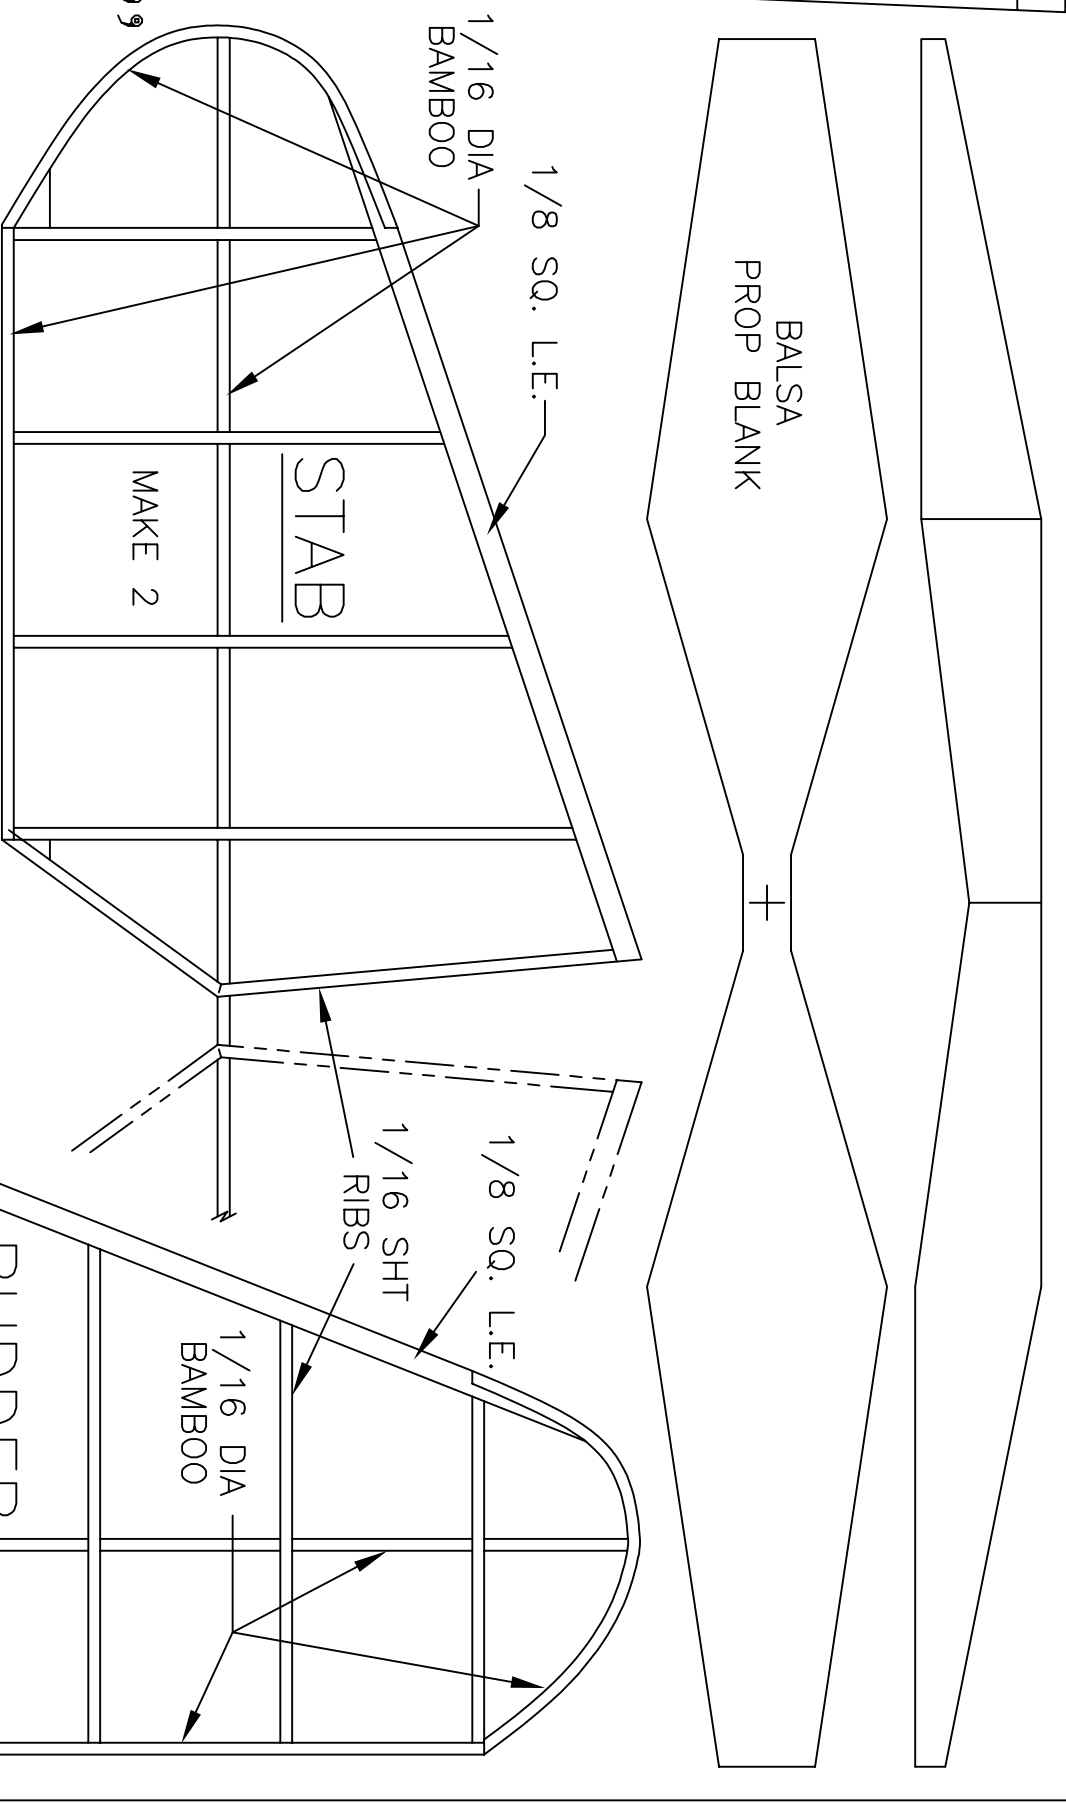 BALSA
PROP BLANK
1/8 SQ. L.E.
1/16 DIA
BAMBOO
STAB
MAKE 2
1/8 SQ. L.E.
1/16 SHT
RIBS
1/16 DIA
BAMBOO
RUDDER